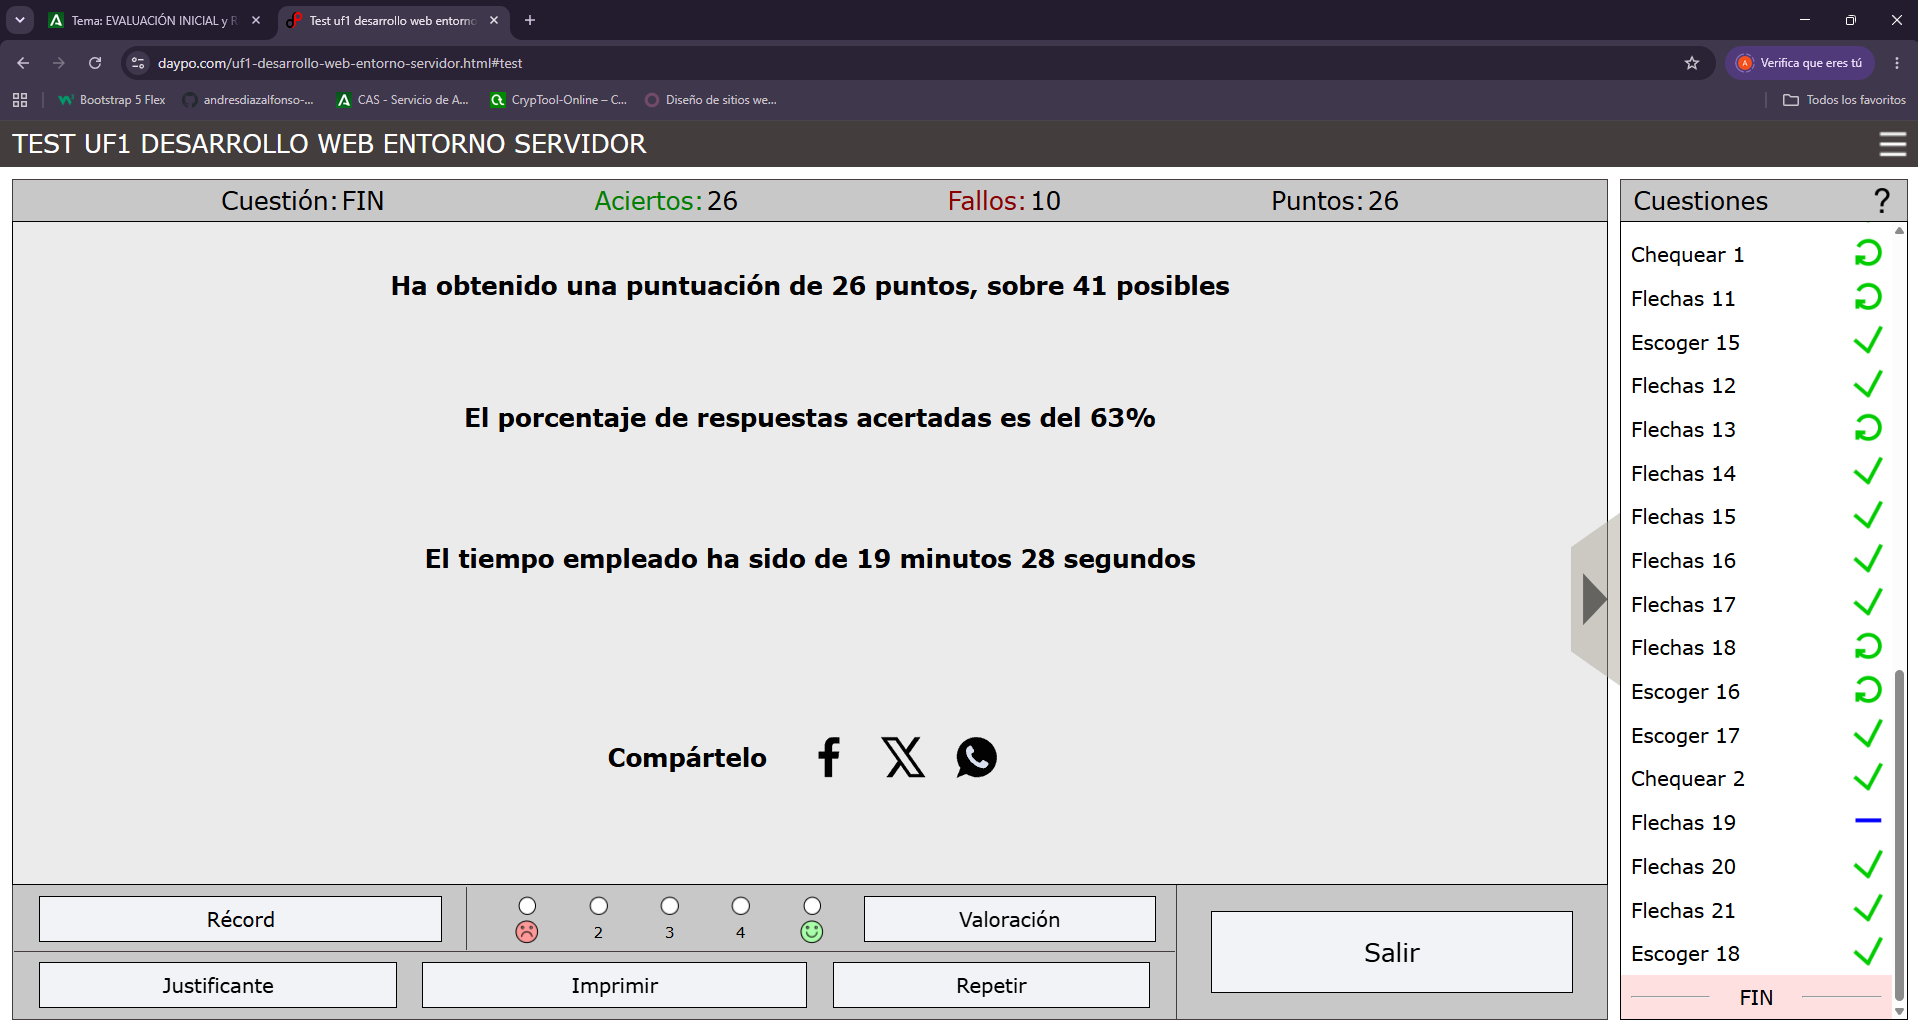 Tema: EVALUACIÓN INICIAL y R
Test uf1 desarrollo web entorno
daypo.com/uf1-desarrollo-web-entorno-servidor.html#test
Verifica que eres tú
Bootstrap 5 Flex
andresdiazalfonso-...
CAS - Servicio de A...
CrypTool-Online – C...
Diseño de sitios we...
Todos los favoritos
TEST UF1 DESARROLLO WEB ENTORNO SERVIDOR
Cuestión: FIN
Aciertos: 26
Fallos: 10
Puntos: 26
Ha obtenido una puntuación de 26 puntos, sobre 41 posibles
El porcentaje de respuestas acertadas es del 63%
El tiempo empleado ha sido de 19 minutos 28 segundos
Compártelo
Récord
2
3
4
Valoración
Justificante
Imprimir
Repetir
Salir
Cuestiones ?
Chequear 1
Flechas 11
Escoger 15
Flechas 12
Flechas 13
Flechas 14
Flechas 15
Flechas 16
Flechas 17
Flechas 18
Escoger 16
Escoger 17
Chequear 2
Flechas 19
Flechas 20
Flechas 21
Escoger 18
FIN